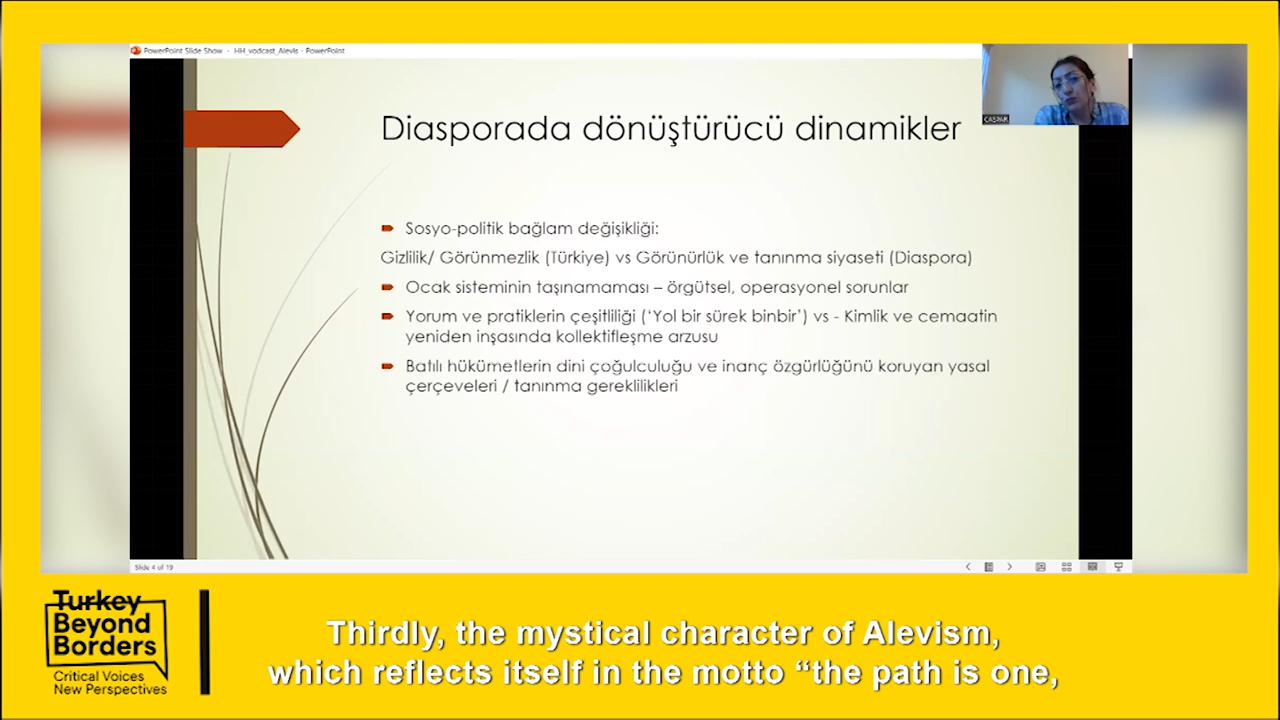 PowerPoint Slide Show - HH_vodcast_Alevis - PowerPoint
CASPAR
Diasporada dönüştürücü dinamikler
Sosyo-politik bağlam değişikliği:
Gizlilik/ Görünmezlik (Türkiye) vs Görünürlük ve tanınma siyaseti (Diaspora)
Ocak sisteminin taşınamaması – örgütsel, operasyonel sorunlar
Yorum ve pratiklerin çeşitliliği (‘Yol bir sürek binbir’) vs - Kimlik ve cemaatin
yeniden inşasında kollektifleşme arzusu
Batılı hükümetlerin dini çoğulculuğu ve inanç özgürlüğünü koruyan yasal
çerçeveleri / tanınma gereklilikleri
Slide 4 of 19
Turkey
Beyond
Borders
Critical Voices
New Perspectives
Thirdly, the mystical character of Alevism,
which reflects itself in the motto “the path is one,